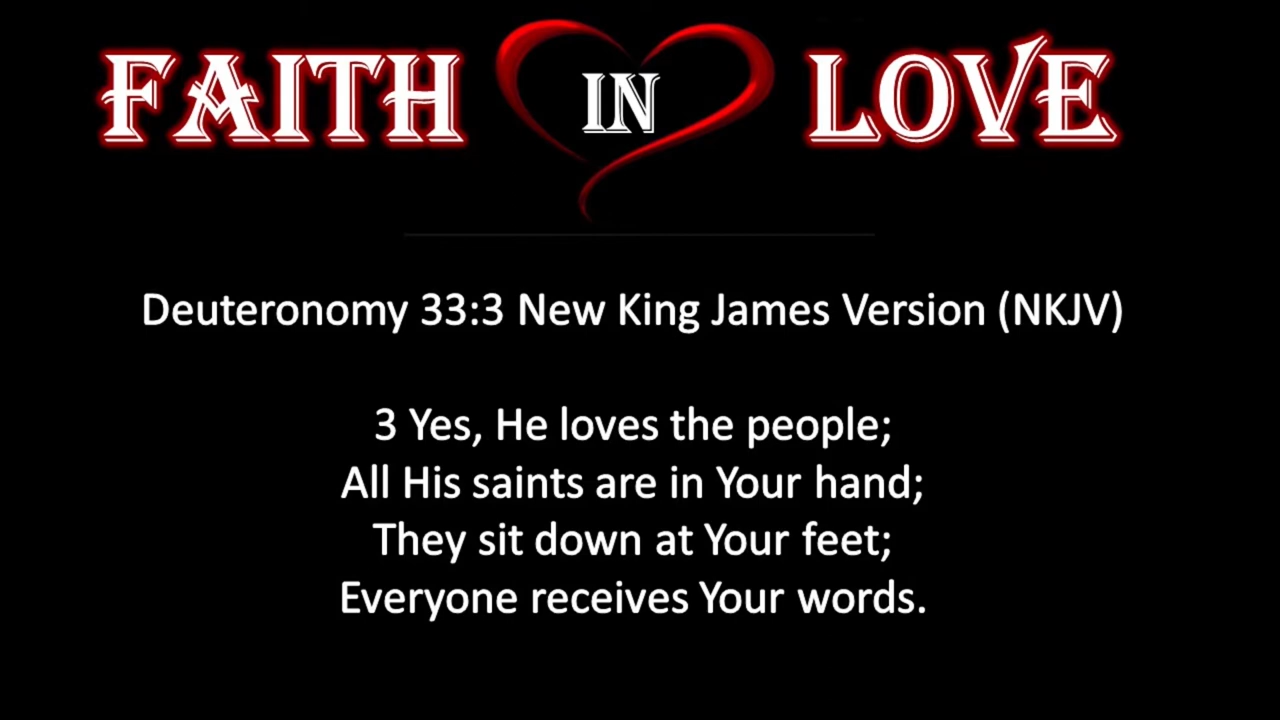 FAITH IN LOVE
Deuteronomy 33:3 New King James Version (NKJV)
3 Yes, He loves the people;
All His saints are in Your hand;
They sit down at Your feet;
Everyone receives Your words.